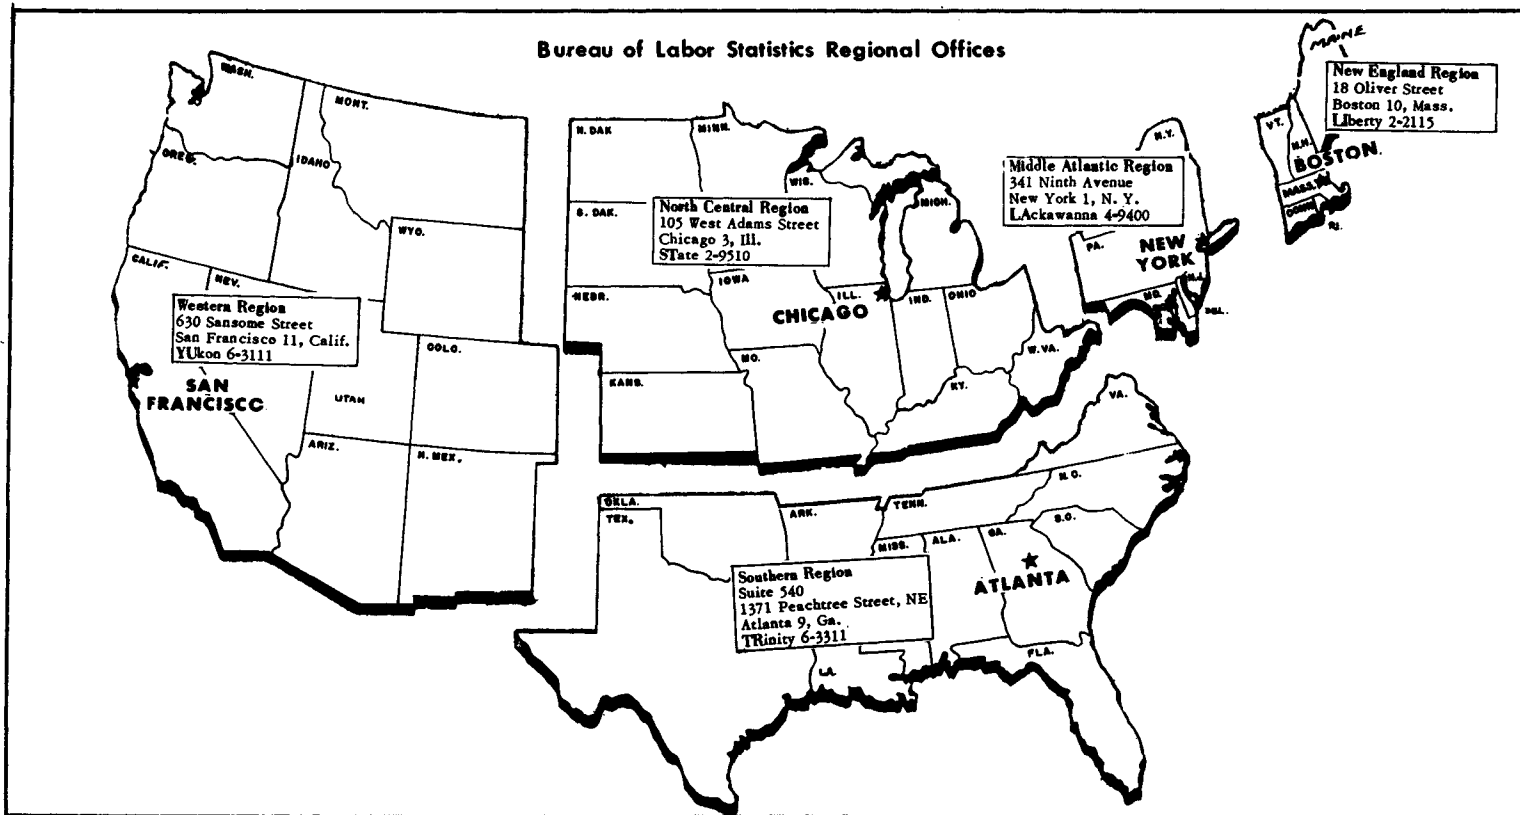 Bureau of Labor Statistics Regional Offices
MAINE
New England Region
18 Oliver Street
Boston 10, Mass.
LIberty 2-2115
VT.
N.H.
BOSTON.
MASS.
CONN.
RI.
N.Y.
Middle Atlantic Region
341 Ninth Avenue
New York 1, N. Y.
LAckawanna 4-9400
PA.
NEW
YORK
N.J.
MD.
DEL.
WASH.
MONT.
OREG.
IDAHO
WYO.
CALIF.
NEV.
Western Region
630 Sansome Street
San Francisco 11, Calif.
YUkon 6-3111
SAN
FRANCISCO
COLO.
UTAH
ARIZ.
N. MEX.
N. DAK
MINN.
WIS.
S. DAK.
MICH.
North Central Region
105 West Adams Street
Chicago 3, Ill.
STate 2-9510
NEBR.
IOWA
ILL.
IND.
OHIO
CHICAGO
MO.
KANS.
KY.
W. VA.
VA.
OKLA.
TEX.
ARK.
TENN.
N. C.
S.C.
MISS.
ALA.
GA.
ATLANTA
Southern Region
Suite 540
1371 Peachtree Street, NE
Atlanta 9, Ga.
TRinity 6-3311
LA.
FLA.